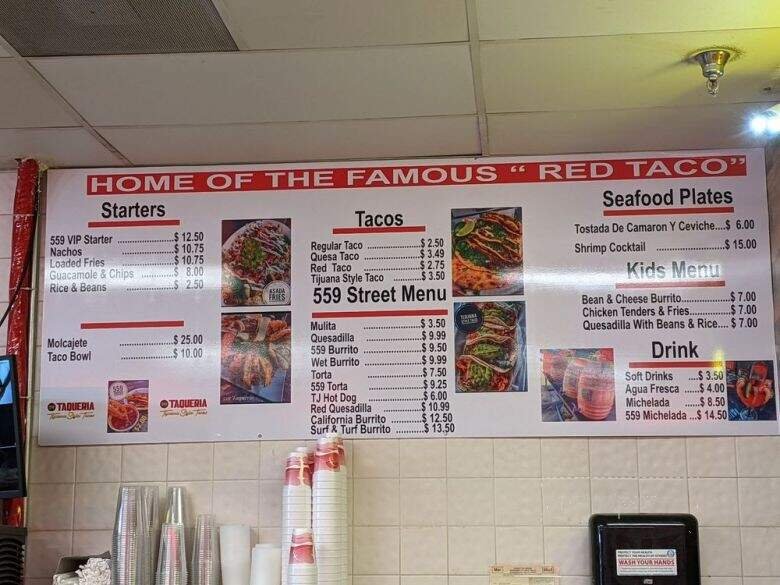 HOME OF THE FAMOUS “ RED TACO”
Starters
559 VIP Starter ..................$ 12.50
Nachos ..................$ 10.75
Loaded Fries ..................$ 10.75
Guacamole & Chips ..................$ 8.00
Rice & Beans ..................$ 2.50
Molcajete ..................$ 25.00
Taco Bowl ..................$ 10.00
ASADA
FRIES
TAQUERIA
TAQUERIA
Tacos
Regular Taco ..................$ 2.50
Quesa Taco ..................$ 3.49
Red Taco ..................$ 2.75
Tijuana Style Taco ..................$ 3.50
559 Street Menu
Mulita ..................$ 3.50
Quesadilla ..................$ 9.99
559 Burrito ..................$ 9.50
Wet Burrito ..................$ 9.99
Torta ..................$ 7.50
559 Torta ..................$ 9.25
TJ Hot Dog ..................$ 6.00
Red Quesadilla ..................$ 10.99
California Burrito ..................$ 12.50
Surf & Turf Burrito ..................$ 13.50
Seafood Plates
Tostada De Camaron Y Ceviche....$ 6.00
Shrimp Cocktail ..................$ 15.00
Kids Menu
Bean & Cheese Burrito..................$ 7.00
Chicken Tenders & Fries........$ 7.00
Quesadilla With Beans & Rice.... $ 7.00
Drink
Soft Drinks ....$ 3.50
Agua Fresca ....$ 4.00
Michelada ....$ 8.50
559 Michelada ...$ 14.50
WASH YOUR HANDS